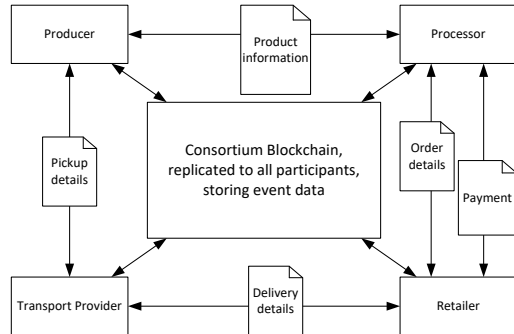 Producer
Product
information
Processor
Consortium Blockchain,
replicated to all participants,
storing event data
Pickup
details
Order
details
Payment
Transport Provider
Delivery
details
Retailer